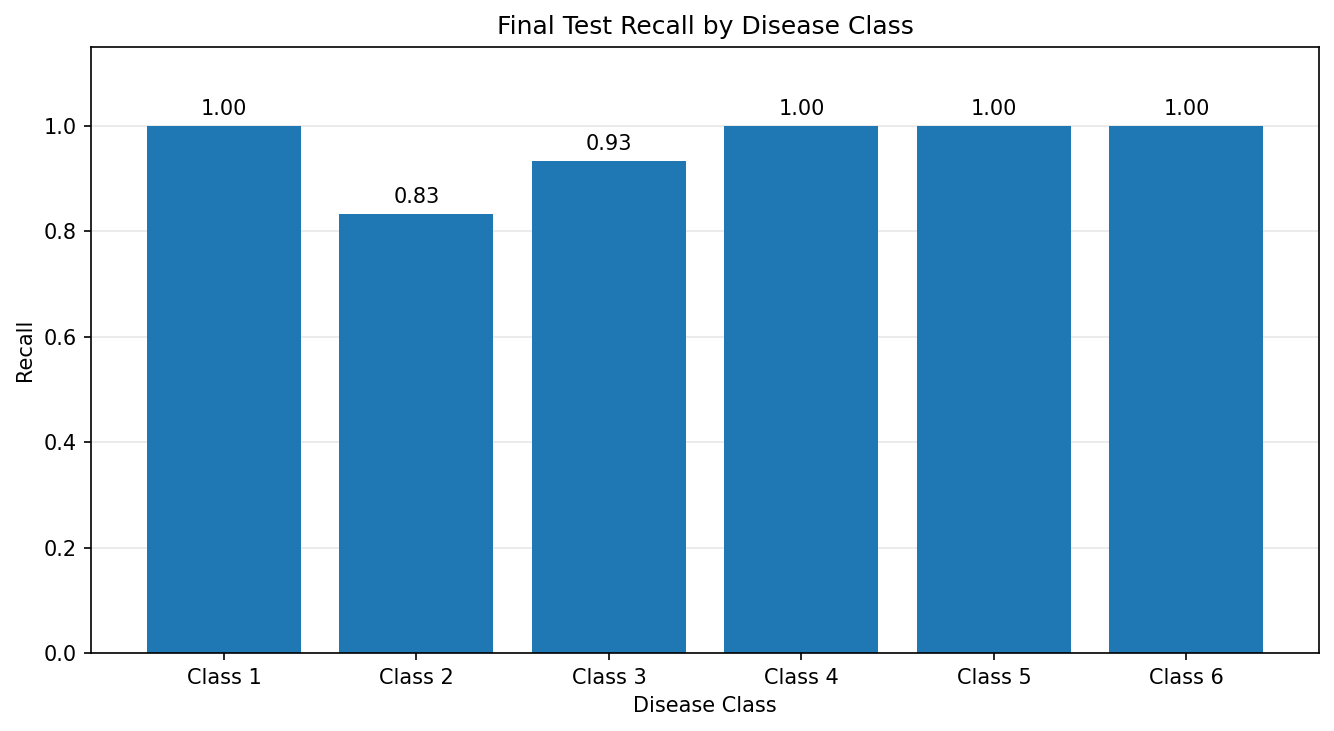 Final Test Recall by Disease Class
1.00
0.83
0.93
1.00
1.00
1.00
1.0
0.8
0.6
0.4
0.2
0.0
Recall
Class 1
Class 2
Class 3
Class 4
Class 5
Class 6
Disease Class